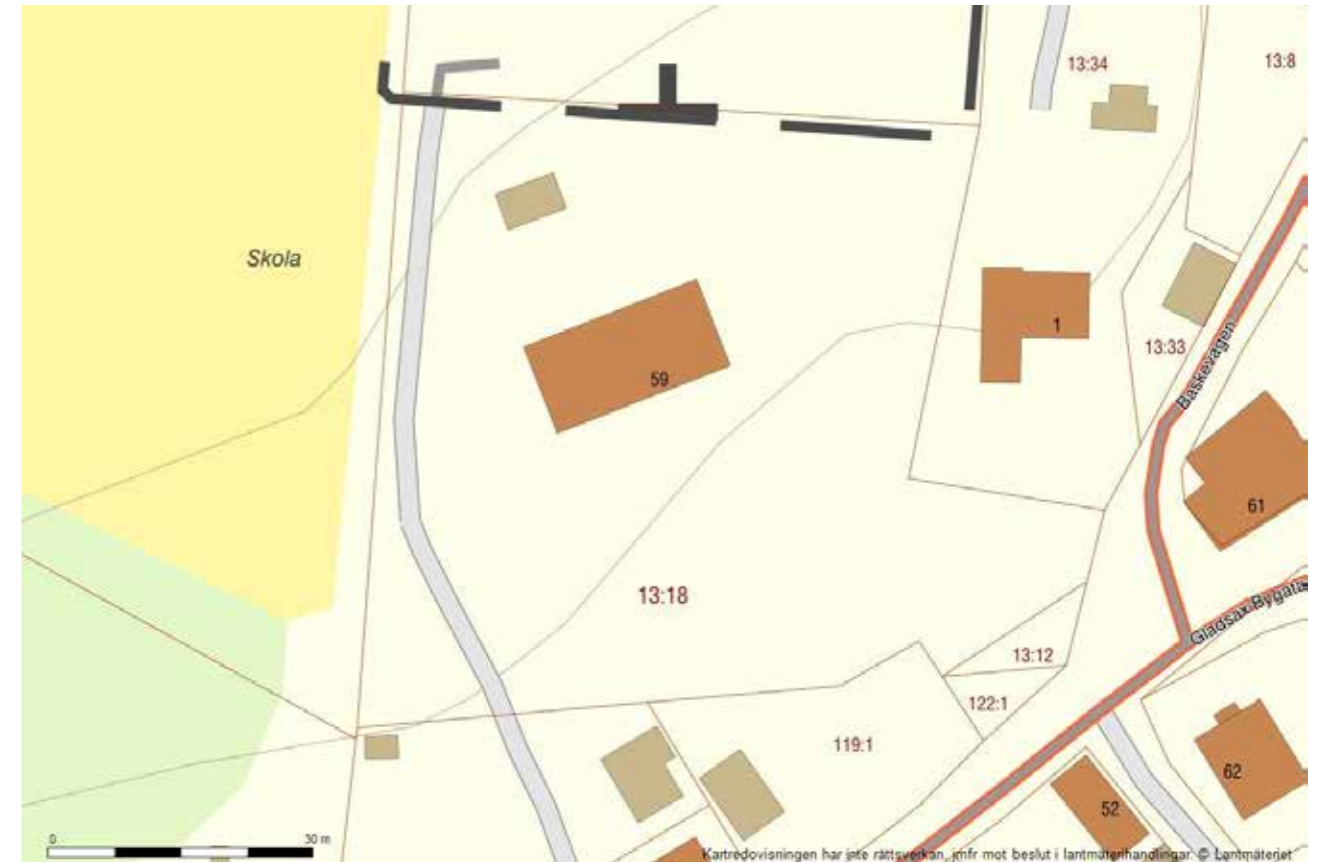 13:34
13:8
Skola
1
13:33
Baskevägen
59
61
13:18
Gladsax Bygata
13:12
122:1
119:1
62
52
0 30 m
Kartredovisningen har inte rättsverkan, jmfr mot beslut i lantmäterihandlingar. © Lantmäteriet